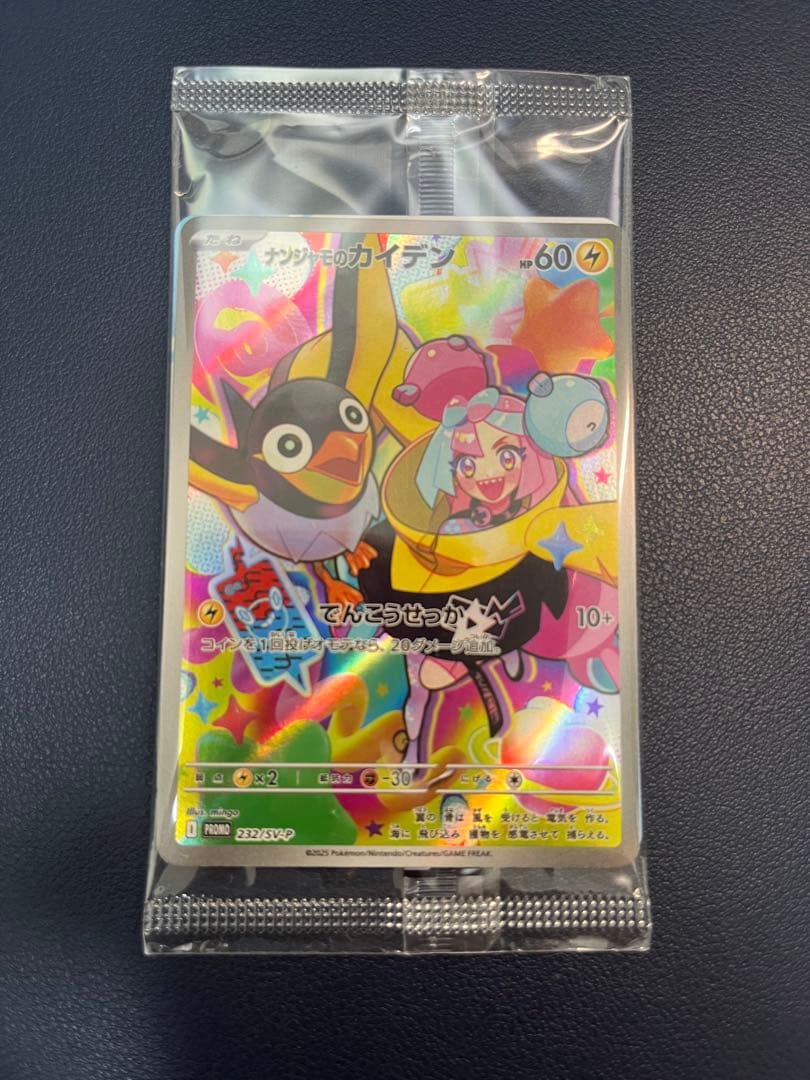 たね
ナンジャモのカイデン
HP60
でんこうせっか 10+
コインを1回投げオモテなら、20ダメージ追加。
弱点 ×2 抵抗力 -30 にげる
Illus. mingo
I PROMO 232/SV-P
翼の骨は風を受けると電気を作る。
海に飛び込み獲物を感電させて捕らえる。
©2025 Pokémon/Nintendo/Creatures/GAME FREAK.